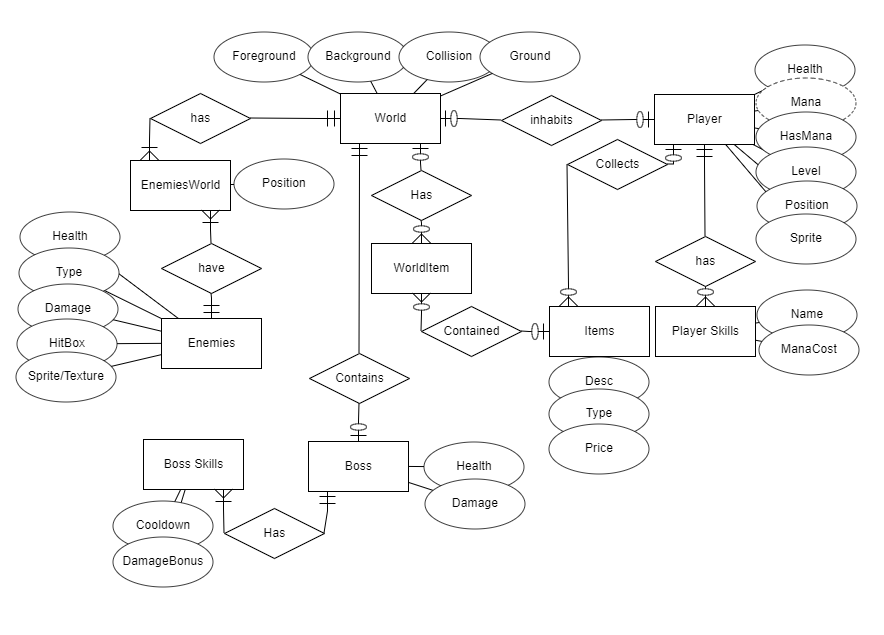 Foreground
Background
Collision
Ground
Health
Mana
has
World
inhabits
Player
HasMana
Collects
Level
EnemiesWorld
Position
Has
Position
Health
Sprite
Type
have
WorldItem
has
Damage
Name
HitBox
Enemies
Contained
Items
Player Skills
ManaCost
Sprite/Texture
Contains
Desc
Type
Price
Boss Skills
Boss
Health
Damage
Cooldown
Has
DamageBonus